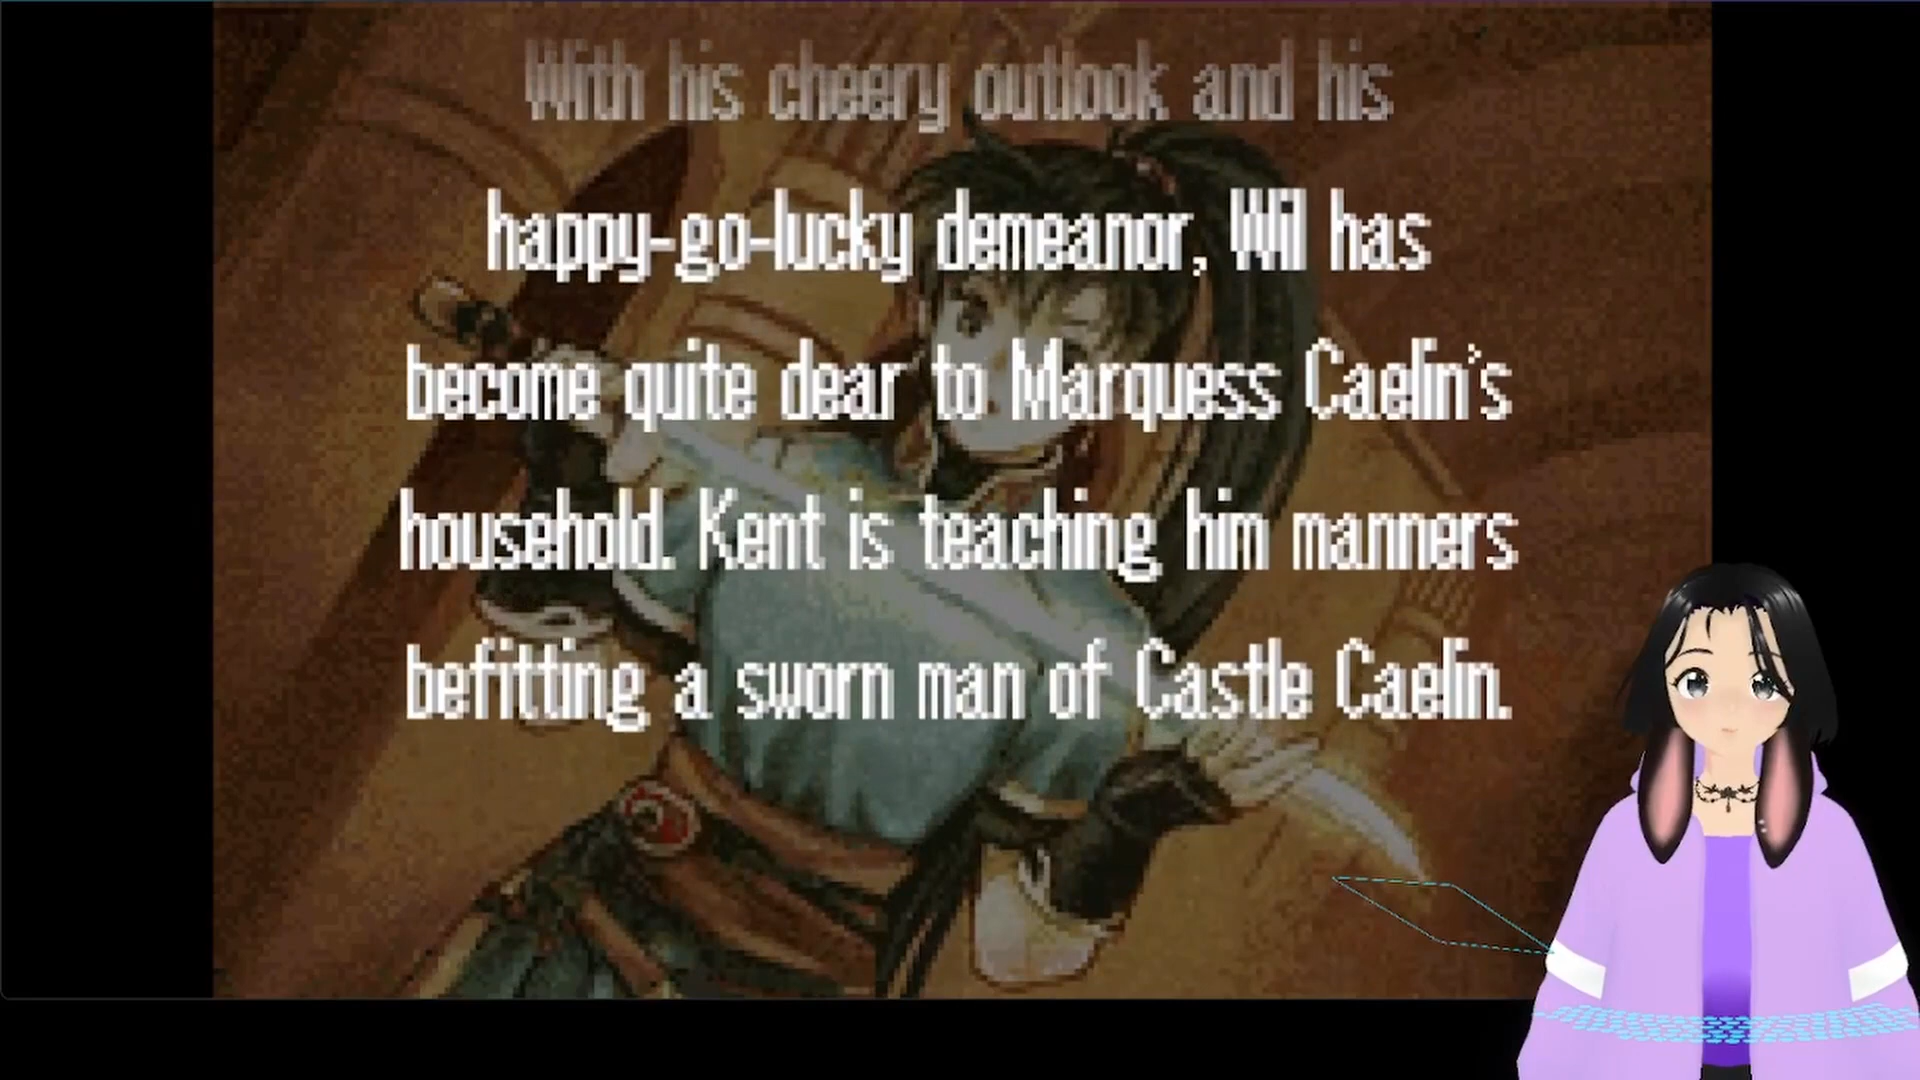 With his cheery outlook and his
happy-go-lucky demeanor, Wil has
become quite dear to Marquess Caelin's
household. Kent is teaching him manners
befitting a sworn man of Castle Caelin.